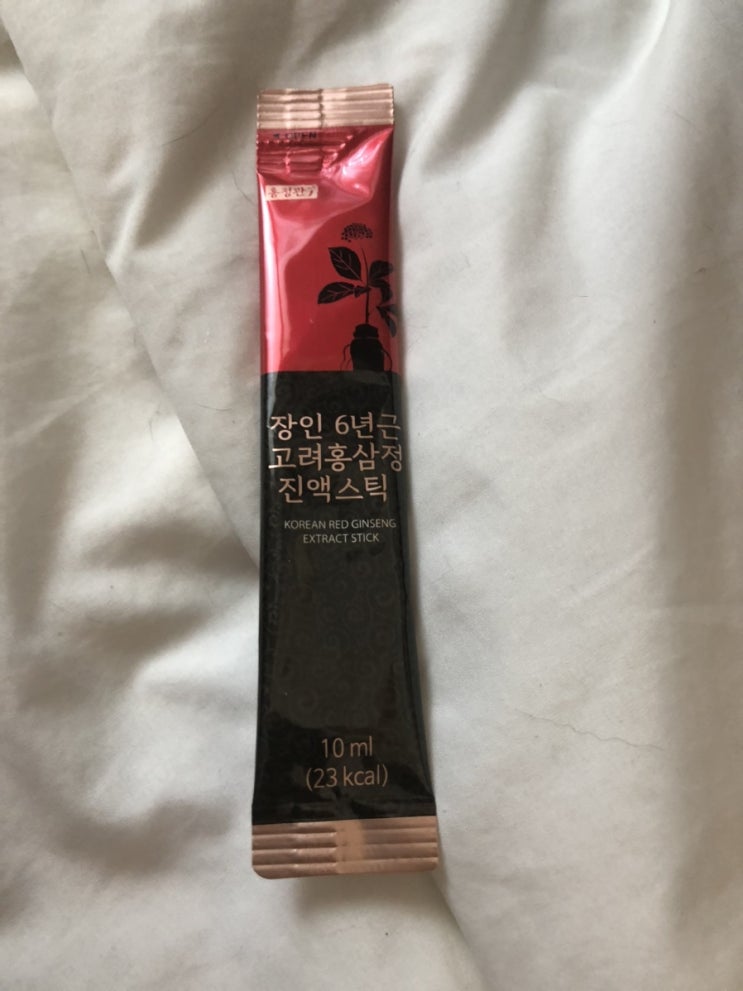 OPEN
장인 6년근
고려홍삼정
진액스틱
KOREAN RED GINSENG
EXTRACT STICK
10 ml
(23 kcal)